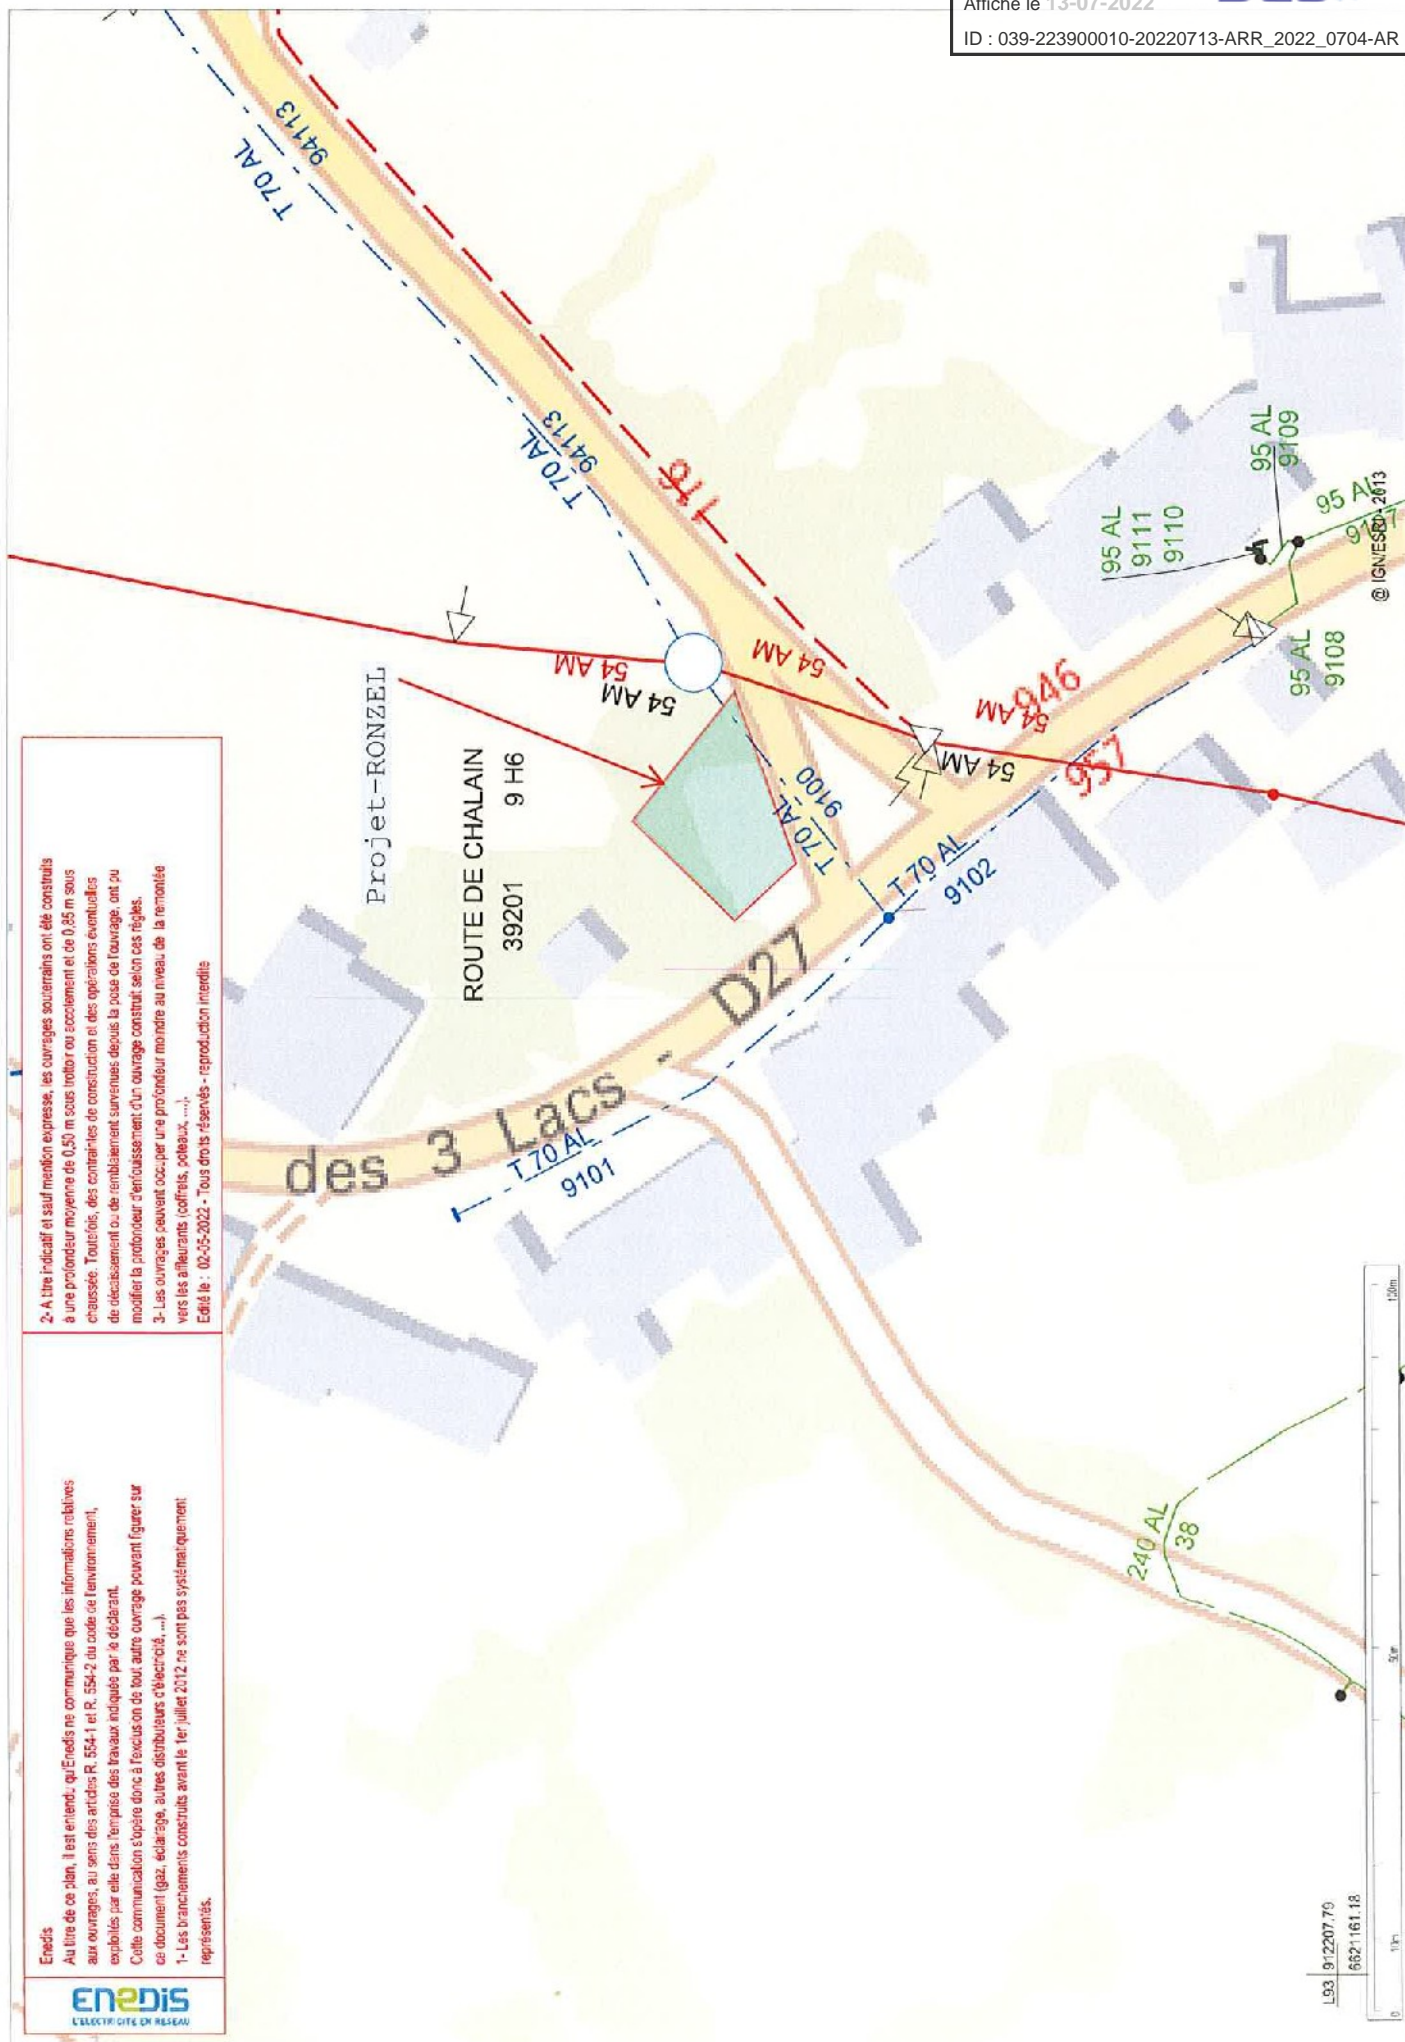 Affiché le 13-07-2022
ID : 039-223900010-20220713-ARR_2022_0704-AR
ENEDIS
L'ELECTRICITE EN RESEAU
Enedis
Au titre de ce plan, il est entendu qu'Enedis ne communique que les informations relatives
aux ouvrages, au sens des articles R. 554-1 et R. 554-2 du code de l'environnement,
exploités par elle dans l'emprise des travaux indiquée par le déclarant.
Cette communication s'opère donc à l'exclusion de tout autre ouvrage pouvant figurer sur
ce document (gaz, éclairage, autres distributeurs d'électricité, ...).
1- Les branchements construits avant le 1er juillet 2012 ne sont pas systématiquement
représentés.
2- A titre indicatif et sauf mention expresse, les ouvrages souterrains ont été construits
à une profondeur moyenne de 0,50 m sous trottoir ou accotement et de 0,85 m sous
chaussée. Toutefois, des contraintes de construction et des opérations éventuelles
de décaissement ou de remblaiement survenues depuis la pose de l'ouvrage, ont pu
modifier la profondeur d'enfouissement d'un ouvrage construit selon ces règles.
3- Les ouvrages peuvent occuper une profondeur moindre au niveau de la remontée
vers les affleurants (coffrets, poteaux, ....).
Edité le : 02-05-2022 - Tous droits réservés - reproduction interdite
Projet-RONZEL
ROUTE DE CHALAIN
39201 9 H6
T 70 AL
94113
T 70 AL
94113
116
54 AM
54 AM
54 AM
54 AM
54 AM
946
957
T 70 AL
9100
T 70 AL
9102
T 70 AL
9101
des 3 Lacs - D27
95 AL
9111
9110
95 AL
9109
95 AL
9107
95 AL
9108
240 AL
38
@ IGN/ESRI - 2013
L93 912207.79
6621161.18
0
10m
50m
100m